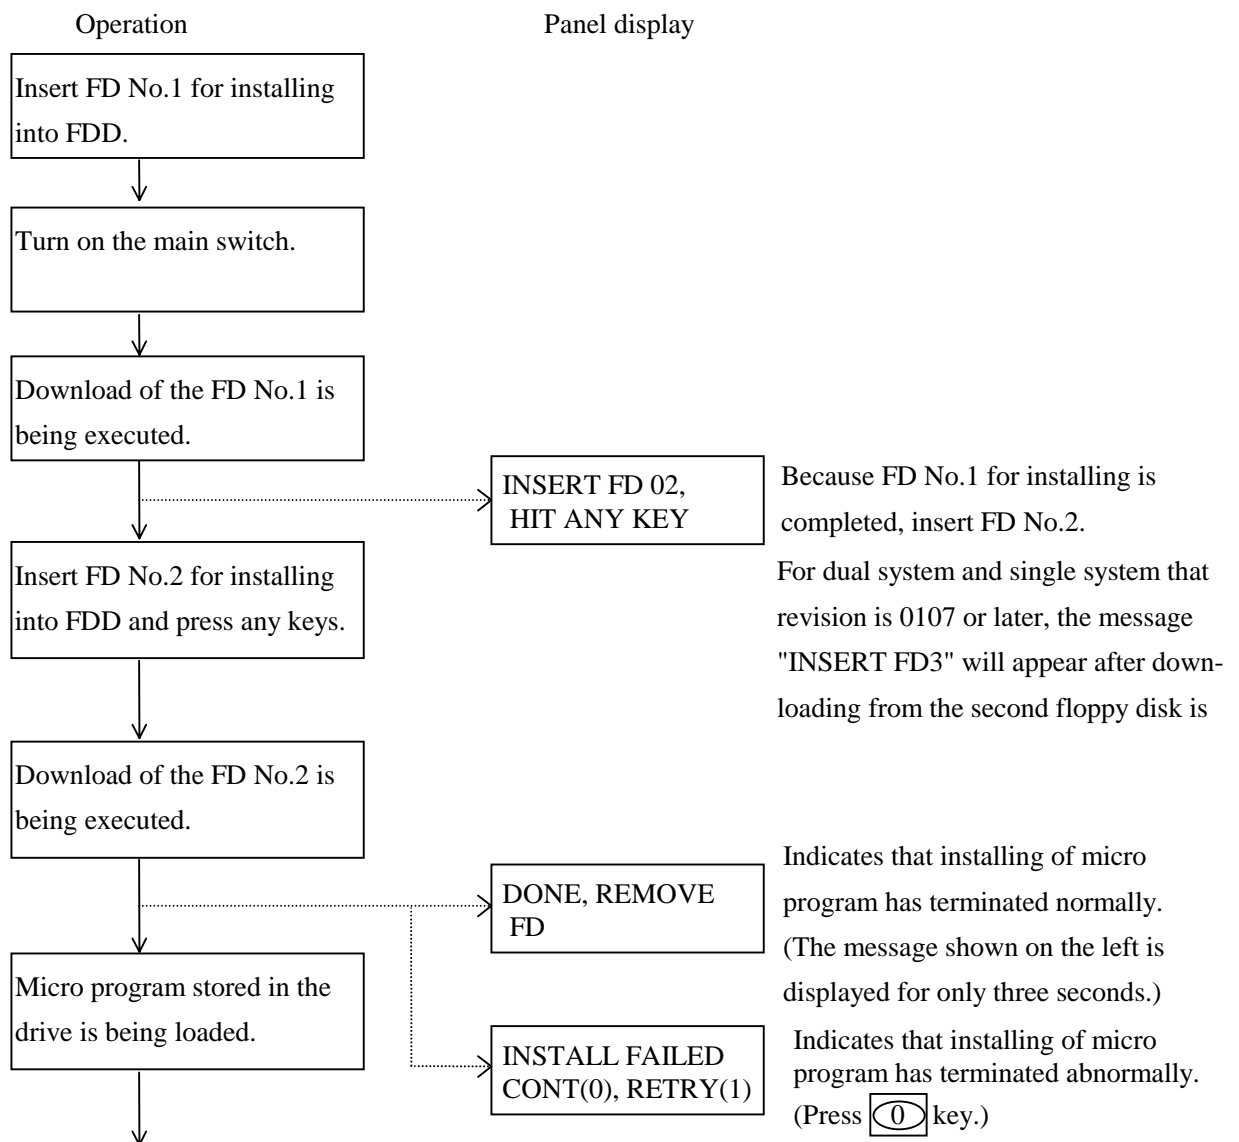 Operation
Panel display
Insert FD No.1 for installing
into FDD.
Turn on the main switch.
Download of the FD No.1 is
being executed.
INSERT FD 02,
HIT ANY KEY
Because FD No.1 for installing is
completed, insert FD No.2.
Insert FD No.2 for installing
into FDD and press any keys.
For dual system and single system that
revision is 0107 or later, the message
"INSERT FD3" will appear after down-
loading from the second floppy disk is
Download of the FD No.2 is
being executed.
DONE, REMOVE
FD
Indicates that installing of micro
program has terminated normally.
(The message shown on the left is
displayed for only three seconds.)
Micro program stored in the
drive is being loaded.
INSTALL FAILED
CONT(0), RETRY(1)
Indicates that installing of micro
program has terminated abnormally.
(Press 0 key.)